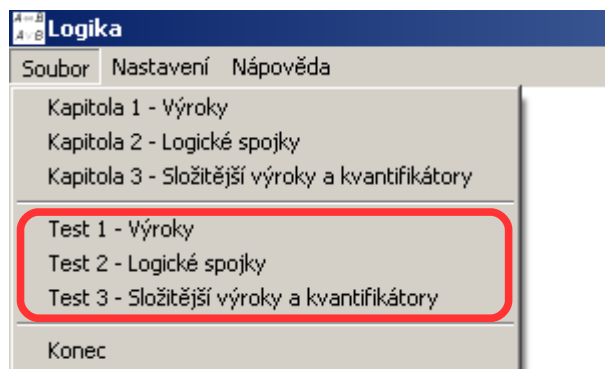 A⇔B
A∨B
Logika
Soubor Nastavení Nápověda
Kapitola 1 - Výroky
Kapitola 2 - Logické spojky
Kapitola 3 - Složitější výroky a kvantifikátory
Test 1 - Výroky
Test 2 - Logické spojky
Test 3 - Složitější výroky a kvantifikátory
Konec